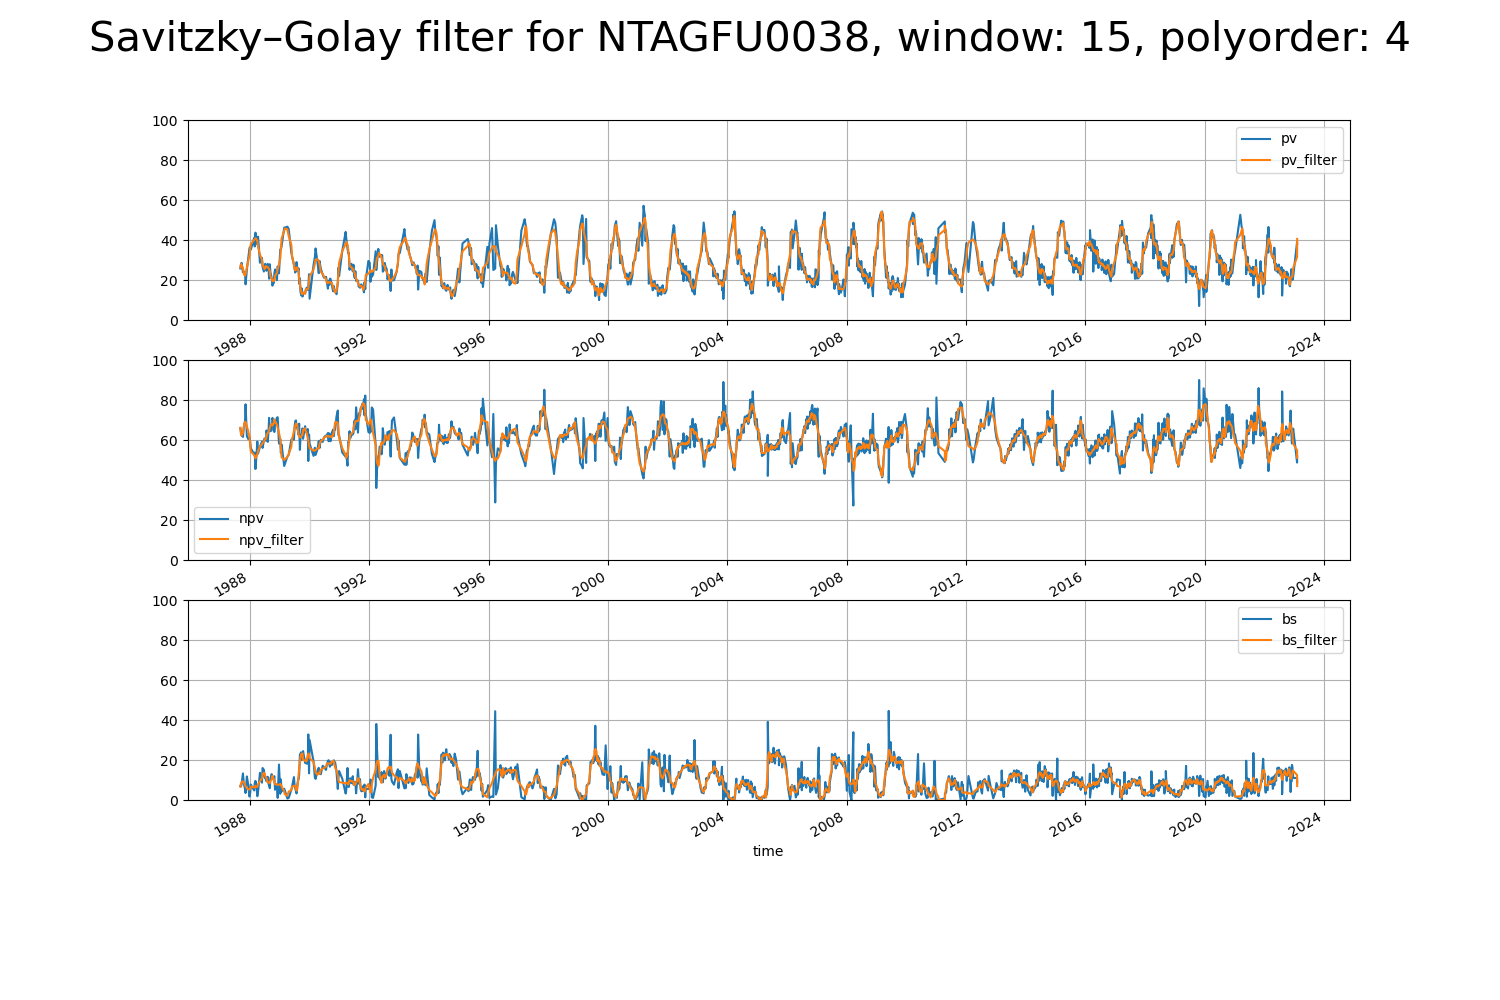 Savitzky–Golay filter for NTAGFU0038, window: 15, polyorder: 4
100
80
60
40
20
0
pv
pv_filter
1988 1992 1996 2000 2004 2008 2012 2016 2020 2024
100
80
60
40
20
0
npv
npv_filter
1988 1992 1996 2000 2004 2008 2012 2016 2020 2024
100
80
60
40
20
0
bs
bs_filter
1988 1992 1996 2000 2004 2008 2012 2016 2020 2024
time